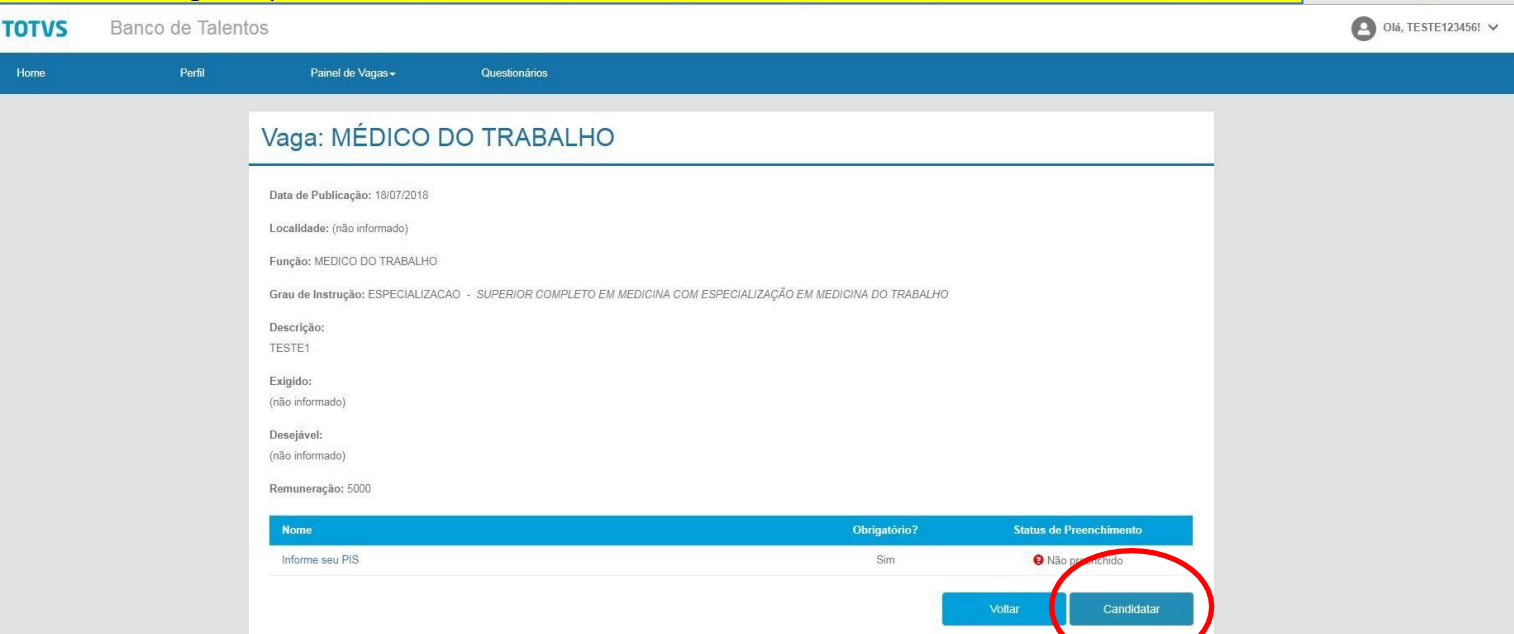 TOTVS Banco de Talentos Olá, TESTE123456!
Home Perfil Painel de Vagas Questionários
Vaga: MÉDICO DO TRABALHO
Data de Publicação: 18/07/2018
Localidade: (não informado)
Função: MEDICO DO TRABALHO
Grau de Instrução: ESPECIALIZACAO - SUPERIOR COMPLETO EM MEDICINA COM ESPECIALIZAÇÃO EM MEDICINA DO TRABALHO
Descrição:
TESTE1
Exigido:
(não informado)
Desejável:
(não informado)
Remuneração: 5000
Nome Obrigatório? Status de Preenchimento
Informe seu PIS Sim Não preenchido
Voltar Candidatar